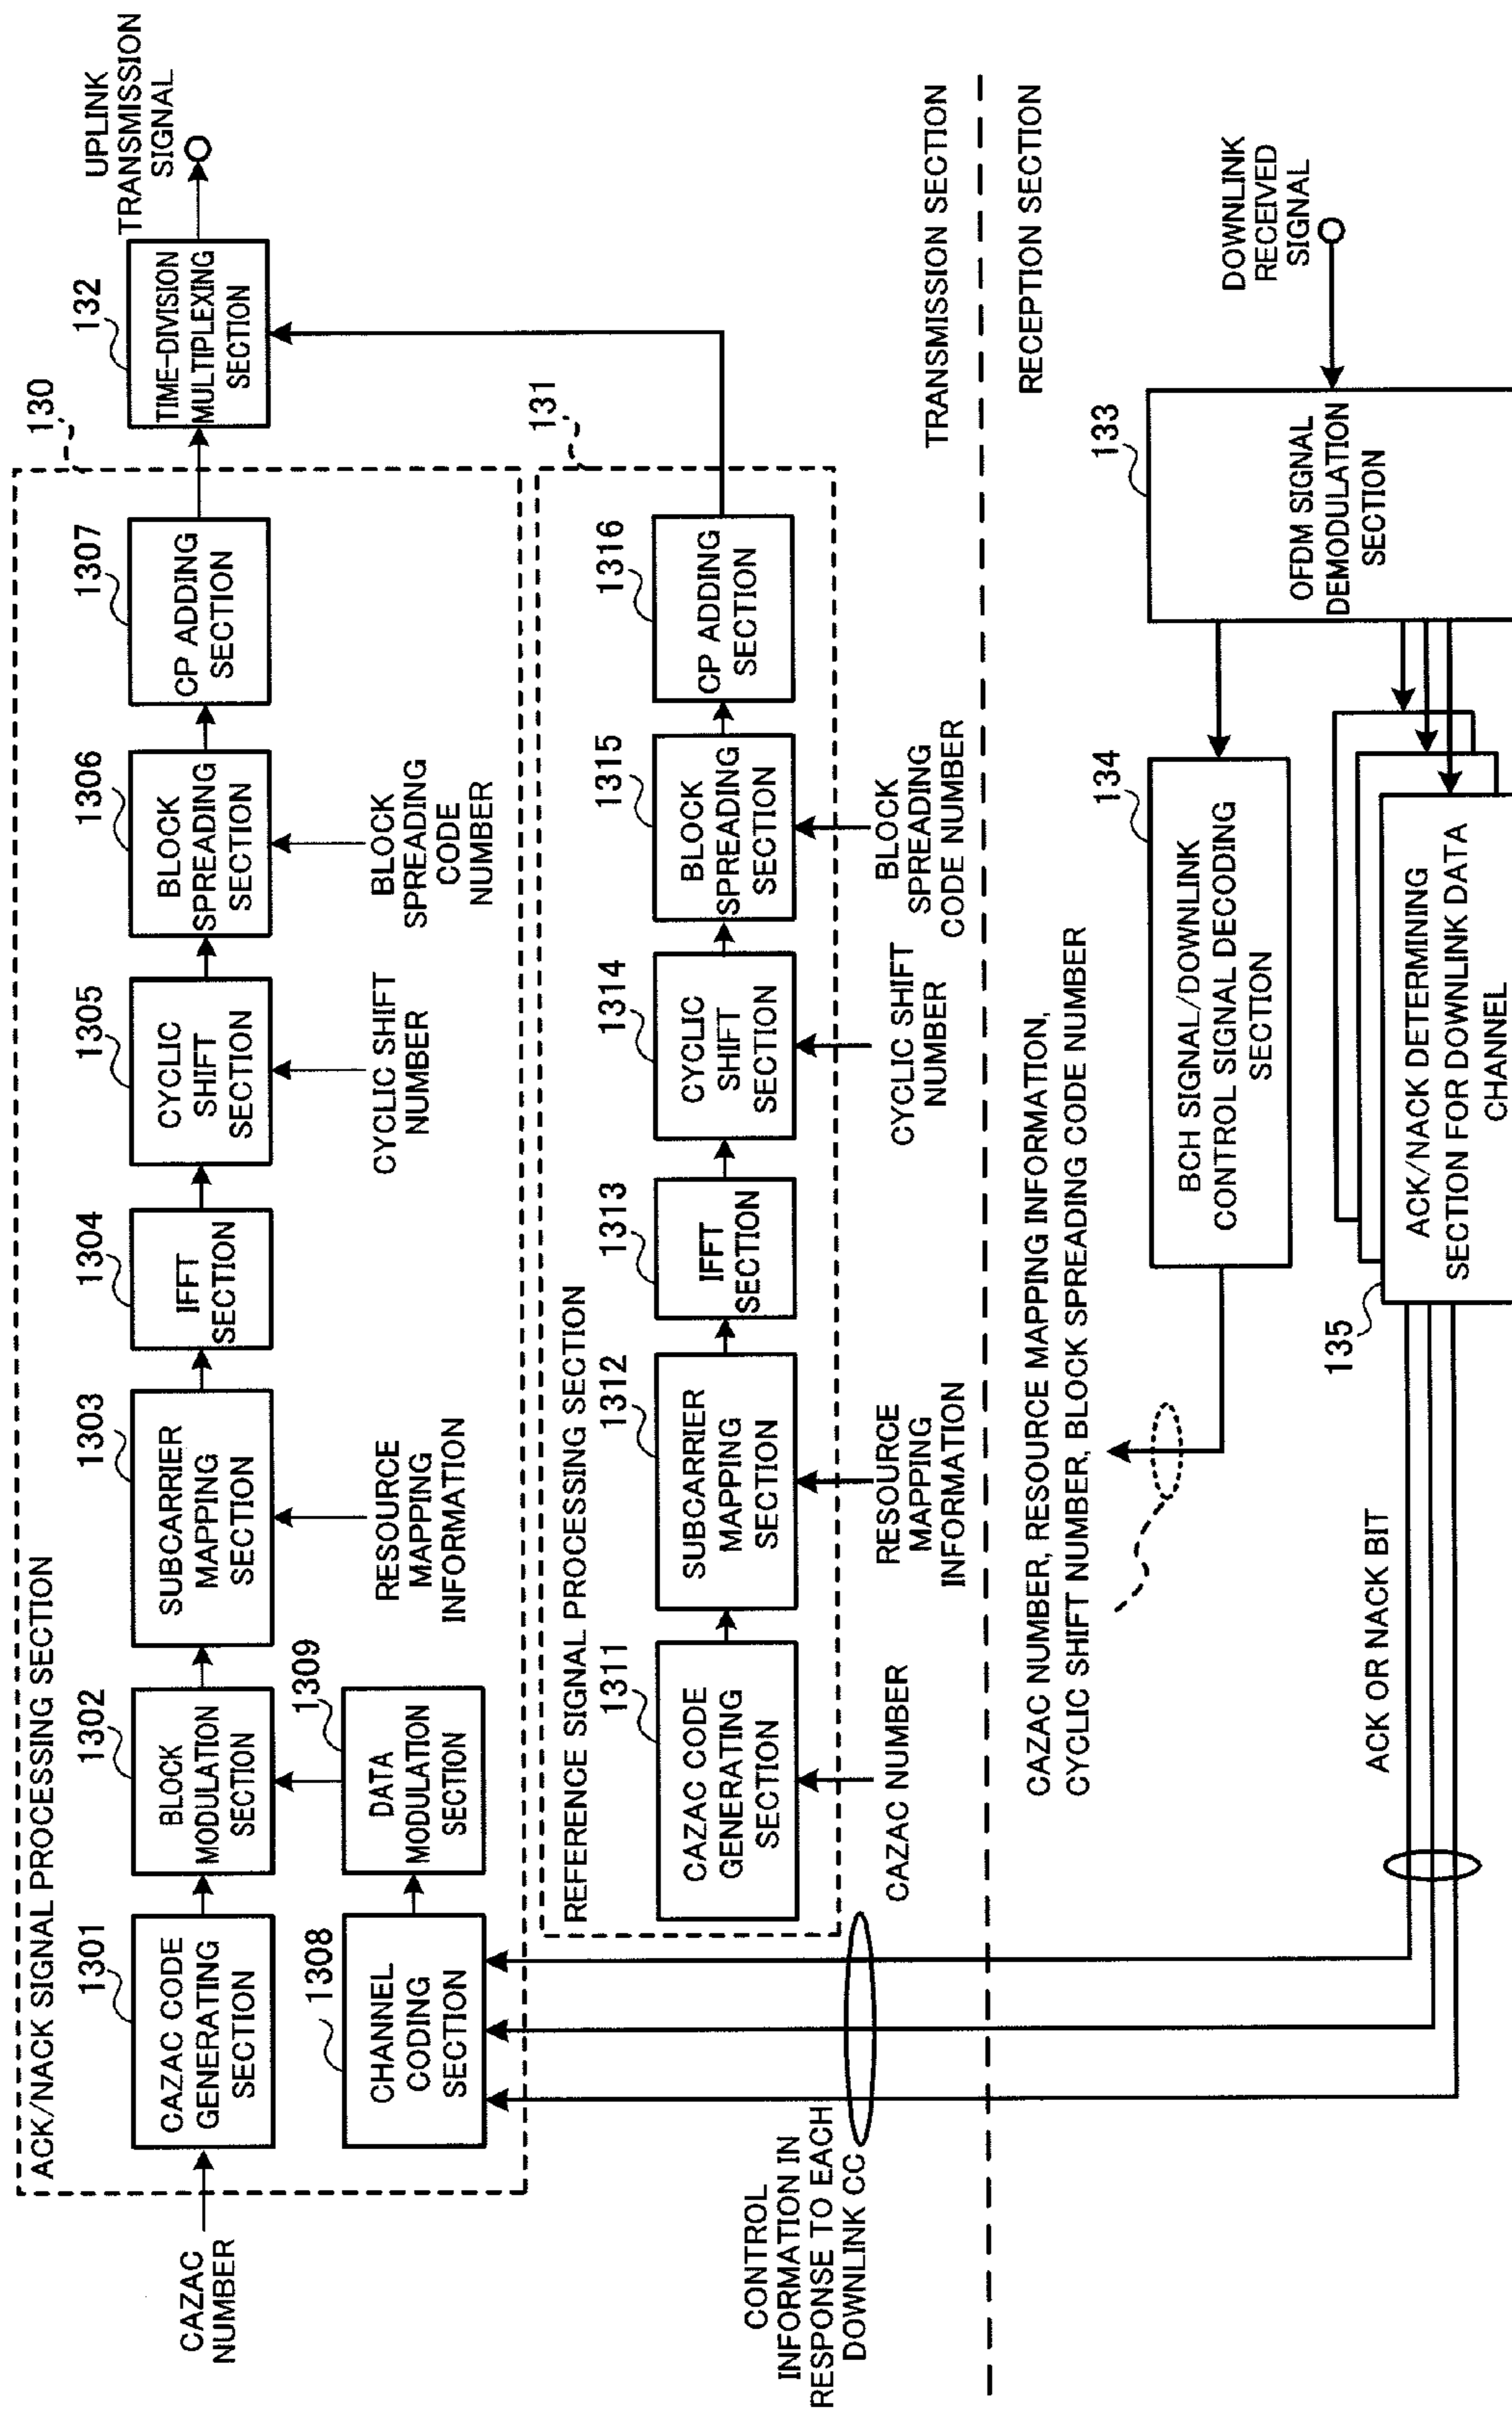 ACK/NACK SIGNAL PROCESSING SECTION
130
CAZAC
NUMBER
1301
CAZAC CODE
GENERATING
SECTION
1302
BLOCK
MODULATION
SECTION
1303
SUBCARRIER
MAPPING
SECTION
RESOURCE
MAPPING
INFORMATION
1304
IFFT
SECTION
1305
CYCLIC
SHIFT
SECTION
CYCLIC SHIFT
NUMBER
1306
BLOCK
SPREADING
SECTION
BLOCK
SPREADING
CODE
NUMBER
1307
CP ADDING
SECTION
132
TIME-DIVISION
MULTIPLEXING
SECTION
UPLINK
TRANSMISSION
SIGNAL
1308
CHANNEL
CODING
SECTION
1309
DATA
MODULATION
SECTION
REFERENCE SIGNAL PROCESSING SECTION
131
1311
CAZAC CODE
GENERATING
SECTION
CAZAC NUMBER
1312
SUBCARRIER
MAPPING
SECTION
RESOURCE
MAPPING
INFORMATION
1313
IFFT
SECTION
1314
CYCLIC
SHIFT
SECTION
CYCLIC SHIFT
NUMBER
1315
BLOCK
SPREADING
SECTION
BLOCK
SPREADING
CODE NUMBER
1316
CP ADDING
SECTION
CONTROL
INFORMATION IN
RESPONSE TO EACH
DOWNLINK CC
TRANSMISSION SECTION
RECEPTION SECTION
CAZAC NUMBER, RESOURCE MAPPING INFORMATION,
CYCLIC SHIFT NUMBER, BLOCK SPREADING CODE NUMBER
134
BCH SIGNAL/DOWNLINK
CONTROL SIGNAL DECODING
SECTION
133
OFDM SIGNAL
DEMODULATION
SECTION
DOWNLINK
RECEIVED
SIGNAL
ACK OR NACK BIT
135
ACK/NACK DETERMINING
SECTION FOR DOWNLINK DATA
CHANNEL